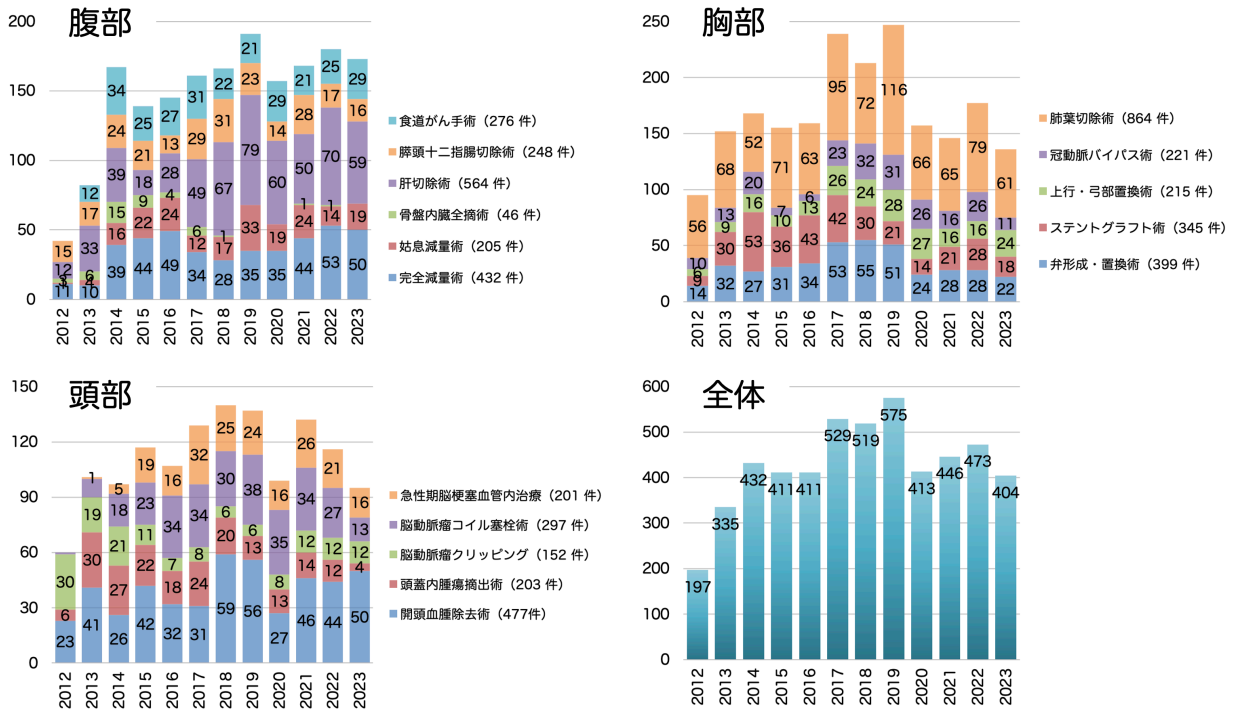 腹部
200
150
100
50
0
34 21 22 21 25 29
25 27 31 23 29 28 17 16
12 24 21 13 29 31 14
15 17 39 18 28 49 67 79 60 50 70 59
12 33 15 9 4 6 1 1 1
3 6 16 22 24 12 17 33 19 24 14 19
1 4
11 10 39 44 49 34 28 35 35 44 53 50
2012 2013 2014 2015 2016 2017 2018 2019 2020 2021 2022 2023
食道がん手術（276 件）
膵頭十二指腸切除術（248 件）
肝切除術（564 件）
骨盤内臓全摘術（46 件）
姑息減量術（205 件）
完全減量術（432 件）
胸部
250
200
150
100
50
0
56 68 52 71 63 95 72 116 66 65 79 61
10 13 20 7 6 23 32 31 26 16 26 11
6 9 16 10 13 26 24 28 27 16 16 24
9 30 53 36 43 42 30 21 14 21 28 18
14 32 27 31 34 53 55 51 24 28 28 22
2012 2013 2014 2015 2016 2017 2018 2019 2020 2021 2022 2023
肺葉切除術（864 件）
冠動脈バイパス術（221 件）
上行・弓部置換術（215 件）
ステントグラフト術（345 件）
弁形成・置換術（399 件）
頭部
150
120
90
60
30
0
1 5 19 16 32 25 24 16 26 21 16
18 23 34 34 30 38 35 34 27 13
30 19 21 11 7 8 6 6 8 12 12 12
6 30 27 22 18 24 20 13 13 14 12 4
23 41 26 42 32 31 59 56 27 46 44 50
2012 2013 2014 2015 2016 2017 2018 2019 2020 2021 2022 2023
急性期脳梗塞血管内治療（201 件）
脳動脈瘤コイル塞栓術（297 件）
脳動脈瘤クリッピング（152 件）
頭蓋内腫瘍摘出術（203 件）
開頭血腫除去術（477件）
全体
600
500
400
300
200
100
0
197 335 432 411 411 529 519 575 413 446 473 404
2012 2013 2014 2015 2016 2017 2018 2019 2020 2021 2022 2023